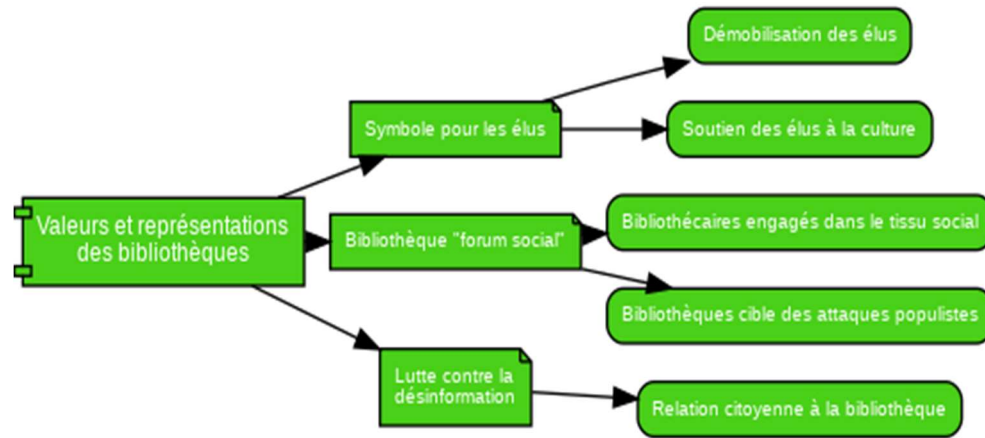 Démobilisation des élus
Symbole pour les élus
Soutien des élus à la culture
Valeurs et représentations
des bibliothèques
Bibliothèque "forum social"
Bibliothécaires engagés dans le tissu social
Bibliothèques cible des attaques populistes
Lutte contre la
désinformation
Relation citoyenne à la bibliothèque